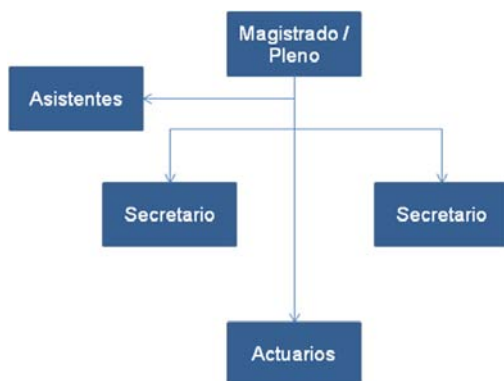 Magistrado /
Pleno
Asistentes
Secretario
Secretario
Actuarios